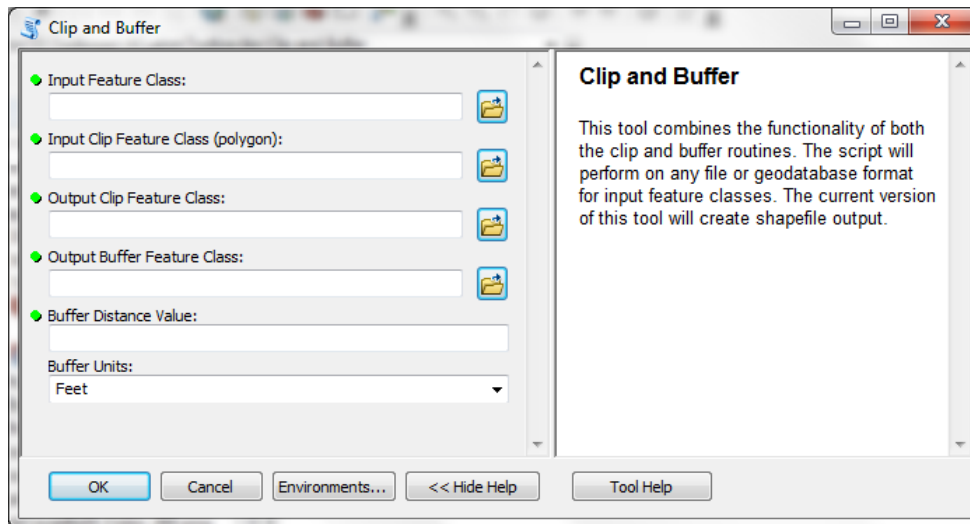 Clip and Buffer
Input Feature Class:
Input Clip Feature Class (polygon):
Output Clip Feature Class:
Output Buffer Feature Class:
Buffer Distance Value:
Buffer Units:
Feet
OK
Cancel
Environments...
<< Hide Help
Clip and Buffer
This tool combines the functionality of both
the clip and buffer routines. The script will
perform on any file or geodatabase format
for input feature classes. The current version
of this tool will create shapefile output.
Tool Help